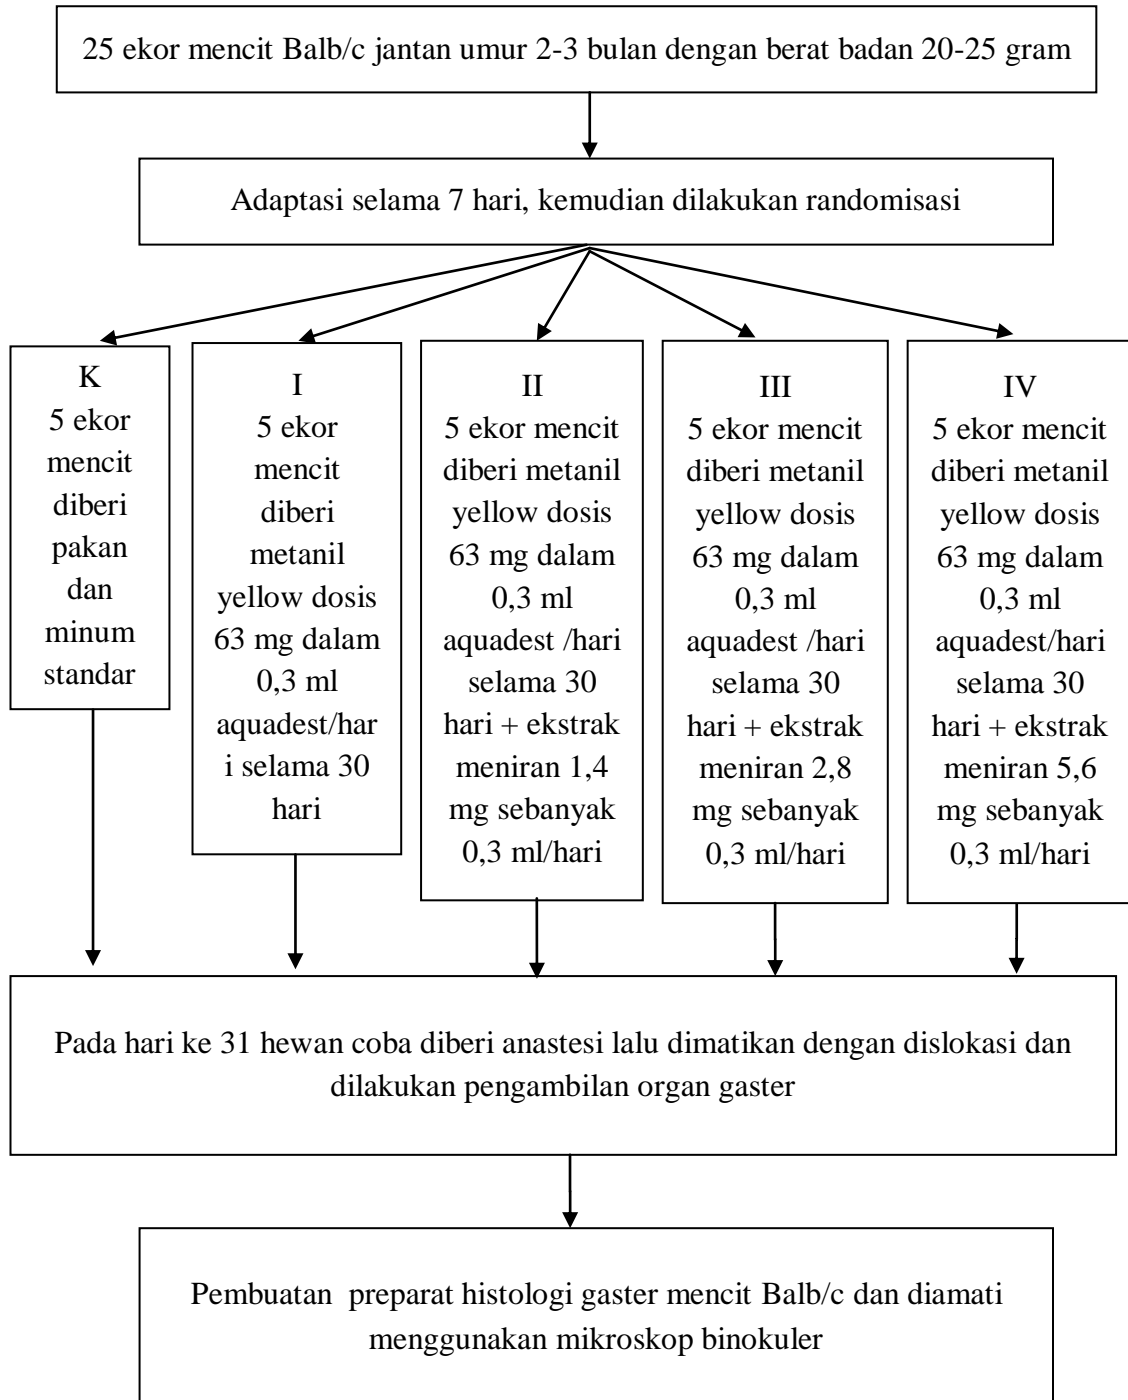 25 ekor mencit Balb/c jantan umur 2-3 bulan dengan berat badan 20-25 gram
Adaptasi selama 7 hari, kemudian dilakukan randomisasi
K
5 ekor
mencit
diberi
pakan
dan
minum
standar
I
5 ekor
mencit
diberi
metanil
yellow dosis
63 mg dalam
0,3 ml
aquadest/har
i selama 30
hari
II
5 ekor mencit
diberi metanil
yellow dosis
63 mg dalam
0,3 ml
aquadest /hari
selama 30
hari + ekstrak
meniran 1,4
mg sebanyak
0,3 ml/hari
III
5 ekor mencit
diberi metanil
yellow dosis
63 mg dalam
0,3 ml
aquadest/hari
selama 30
hari + ekstrak
meniran 2,8
mg sebanyak
0,3 ml/hari
IV
5 ekor mencit
diberi metanil
yellow dosis
63 mg dalam
0,3 ml
aquadest/hari
selama 30
hari + ekstrak
meniran 5,6
mg sebanyak
0,3 ml/hari
Pada hari ke 31 hewan coba diberi anastesi lalu dimatikan dengan dislokasi dan
dilakukan pengambilan organ gaster
Pembuatan  preparat histologi gaster mencit Balb/c dan diamati
menggunakan mikroskop binokuler